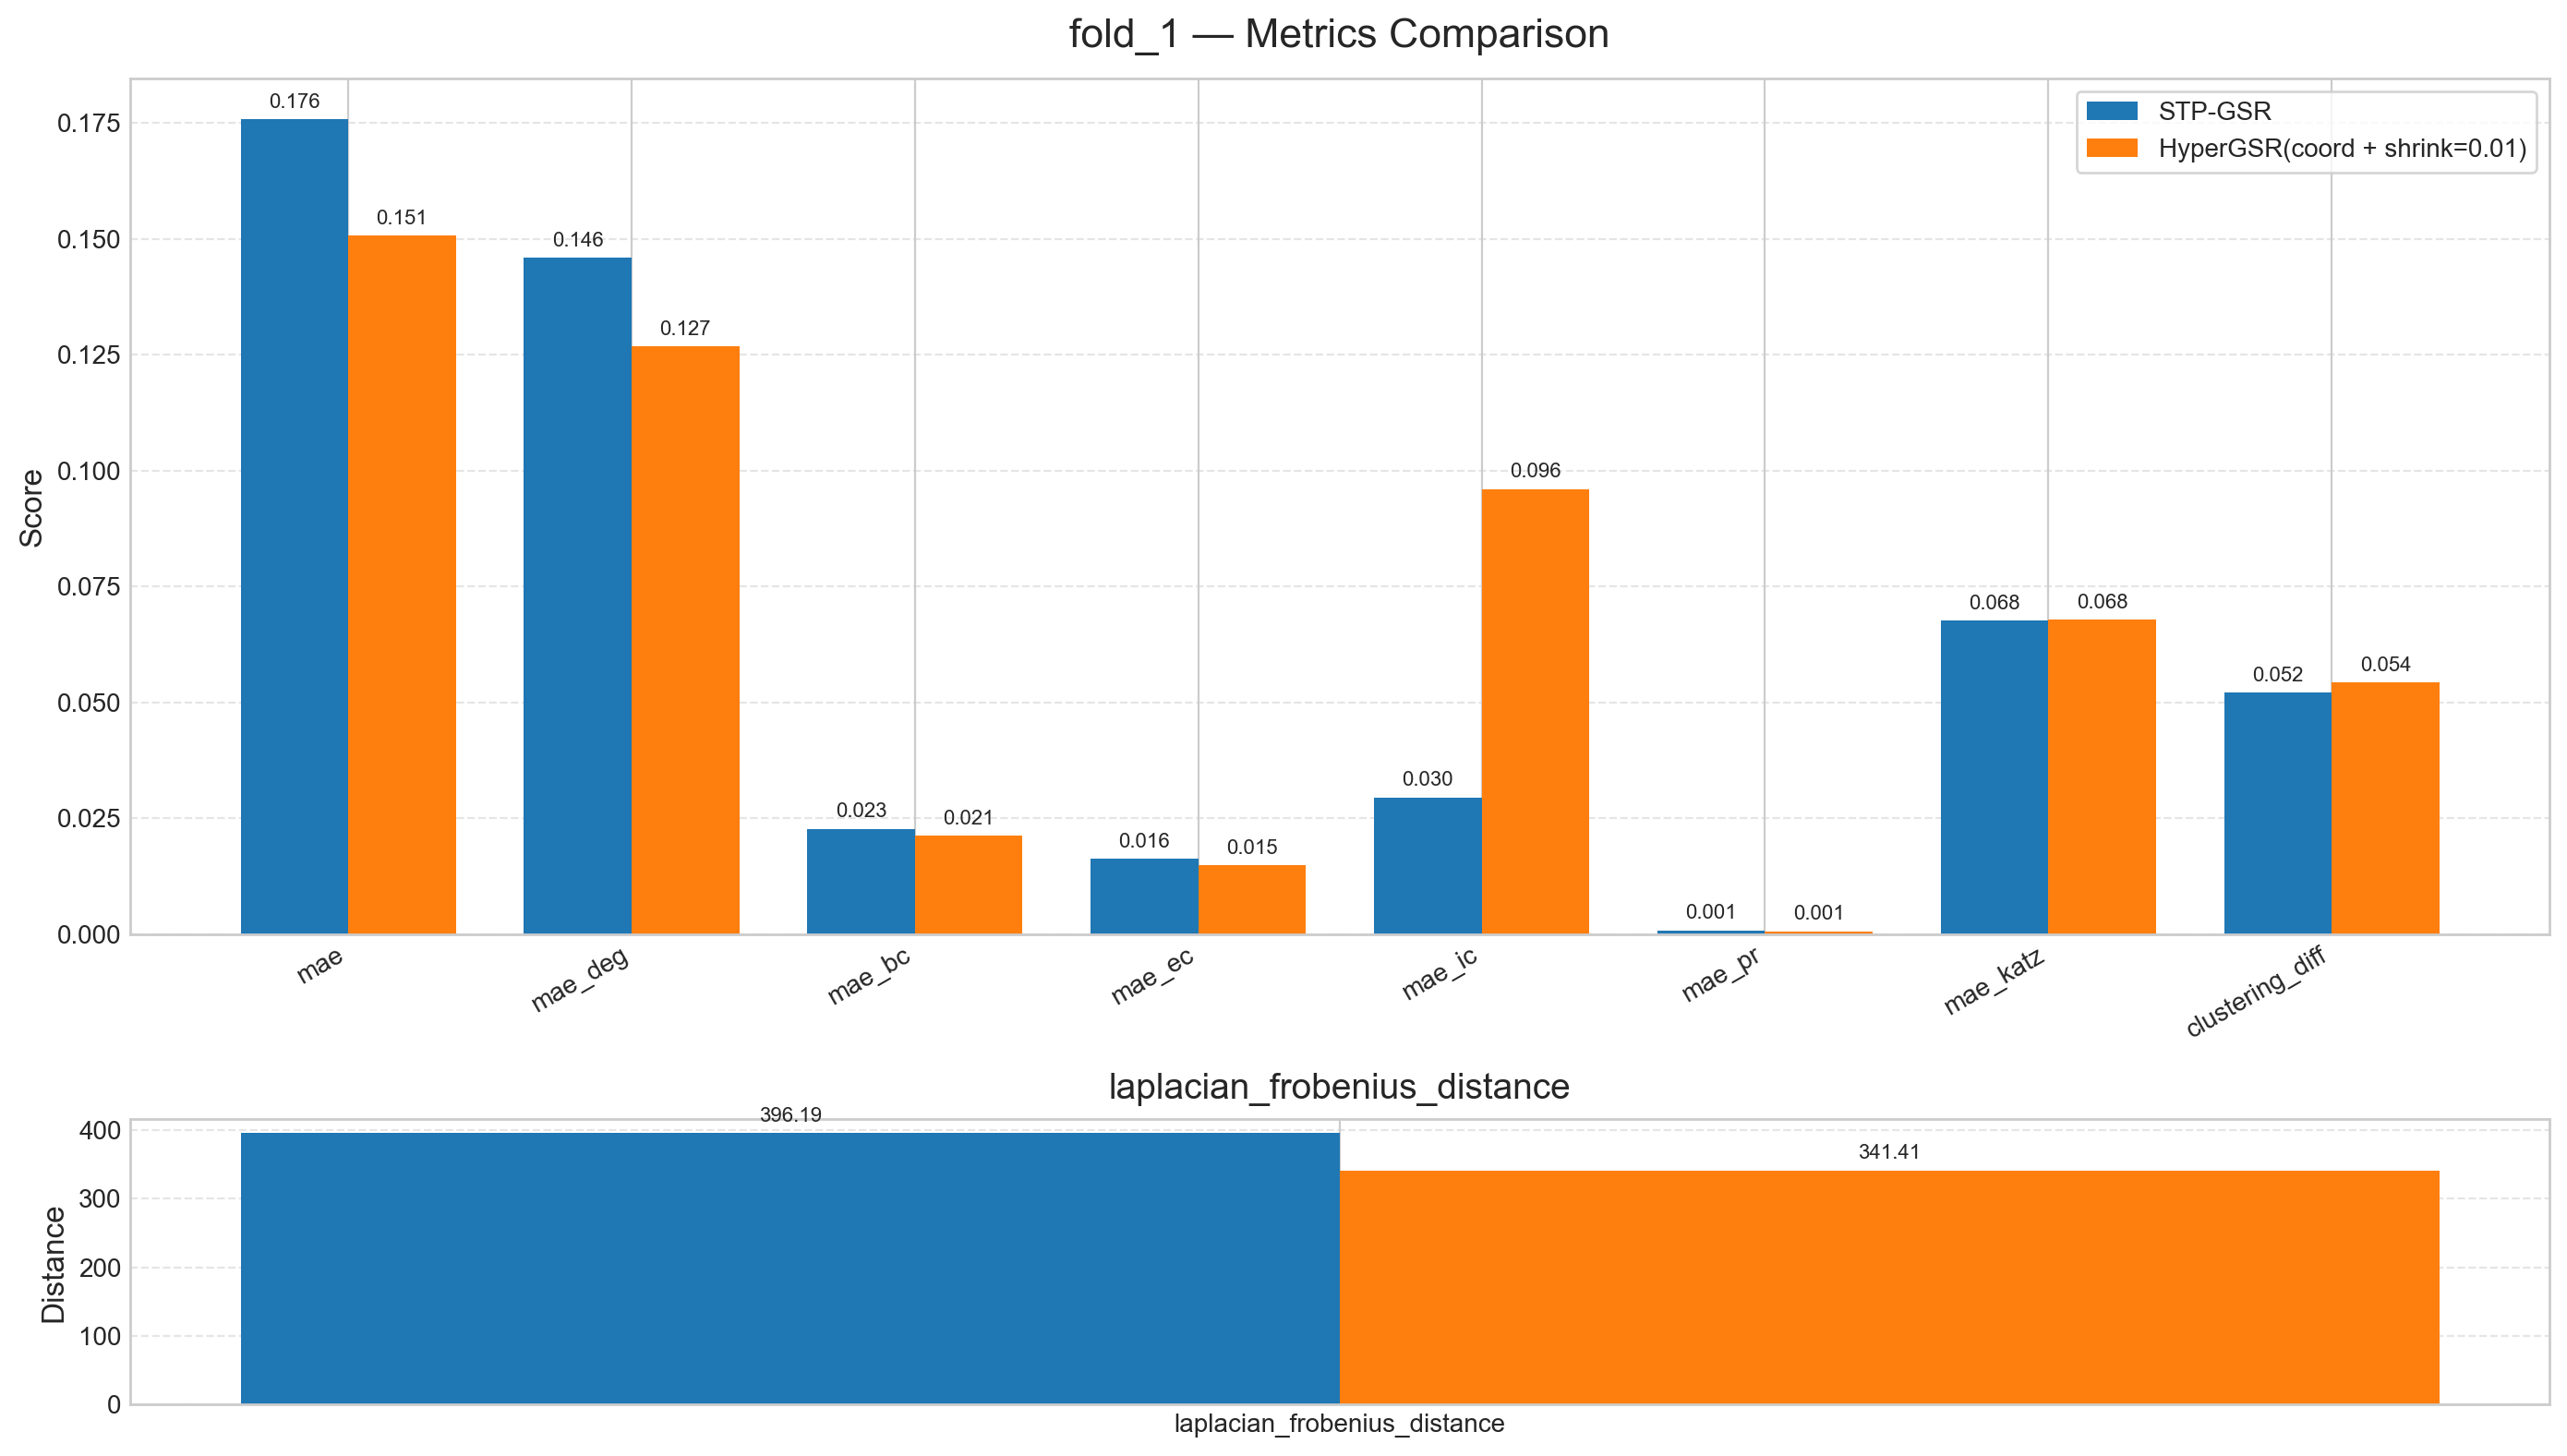 fold_1 — Metrics Comparison
STP-GSR
HyperGSR(coord + shrink=0.01)
Score
0.175
0.150
0.125
0.100
0.075
0.050
0.025
0.000
0.176
0.151
0.146
0.127
0.023
0.021
0.016
0.015
0.030
0.096
0.001
0.001
0.068
0.068
0.052
0.054
mae
mae_deg
mae_bc
mae_ec
mae_ic
mae_pr
mae_katz
clustering_diff
laplacian_frobenius_distance
Distance
400
300
200
100
0
396.19
341.41
laplacian_frobenius_distance